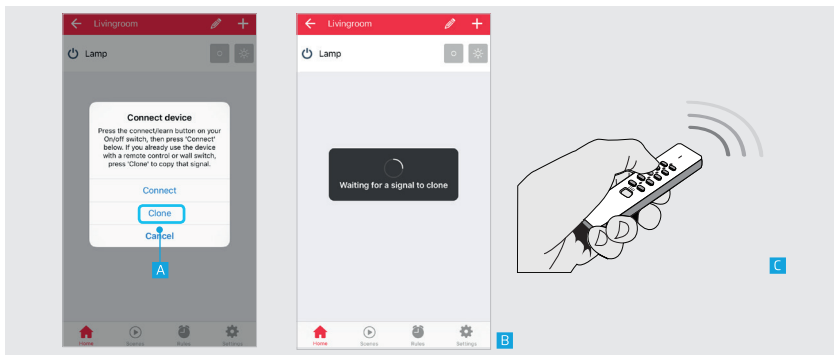 Livingroom
Lamp
Connect device
Press the connect/learn button on your
On/off switch, then press 'Connect'
below. If you already use the device
with a remote control or wall switch,
press 'Clone' to copy that signal.
Connect
Clone
Cancel
A
Home
Scenes
Rules
Settings
Livingroom
Lamp
Waiting for a signal to clone
Home
Scenes
Rules
Settings
B
C